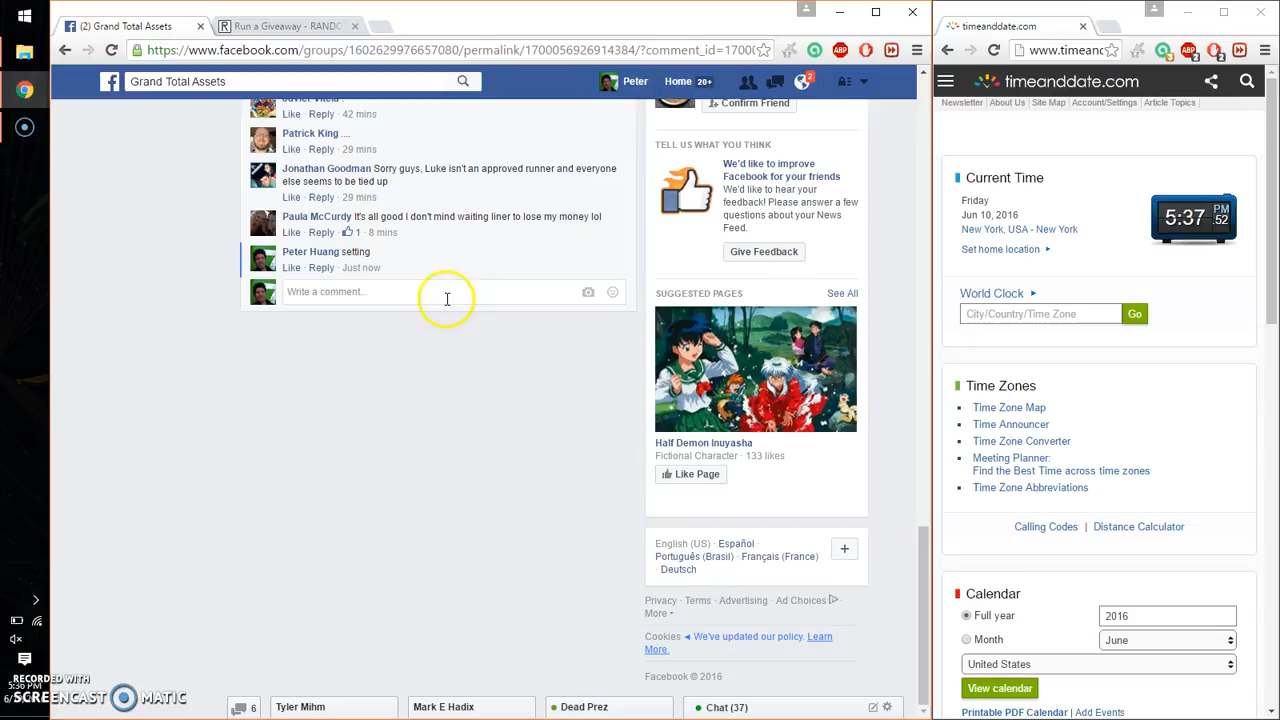 (2) Grand Total Assets
Run a Giveaway - RANDO
timeanddate.com
https://www.facebook.com/groups/1602629976657080/permalink/1700056926914384/?comment_id=1700
www.timeand
Grand Total Assets
Peter
Home 20+
2
timeanddate.com
Newsletter About Us Site Map Account/Settings Article Topics
Like · Reply · 42 mins
Patrick King ....
Like · Reply · 29 mins
Jonathan Goodman Sorry guys, Luke isn't an approved runner and everyone
else seems to be tied up
Like · Reply · 29 mins
Paula McCurdy It's all good I don't mind waiting liner to lose my money lol
Like · Reply · 1 · 8 mins
Peter Huang setting
Like · Reply · Just now
Write a comment...
Confirm Friend
TELL US WHAT YOU THINK
We'd like to improve
Facebook for your friends
We'd like to hear your
feedback! Please answer a few
questions about your News
Feed.
Give Feedback
SUGGESTED PAGES See All
Half Demon Inuyasha
Fictional Character · 133 likes
Like Page
English (US) · Español ·
Português (Brasil) · Français (France)
· Deutsch
Privacy · Terms · Advertising · Ad Choices ·
More
Cookies We've updated our policy. Learn
More.
Facebook © 2016
6
Tyler Mihm
Mark E Hadix
Dead Prez
Chat (37)
Current Time
Friday
Jun 10, 2016
New York, USA - New York
Set home location
5:37 PM 52
World Clock
City/Country/Time Zone
Go
Time Zones
Time Zone Map
Time Announcer
Time Zone Converter
Meeting Planner:
Find the Best Time across time zones
Time Zone Abbreviations
Calling Codes | Distance Calculator
Calendar
Full year 2016
Month June
United States
View calendar
Printable PDF Calendar | Add Events
RECORDED WITH
SCREENCAST MATIC